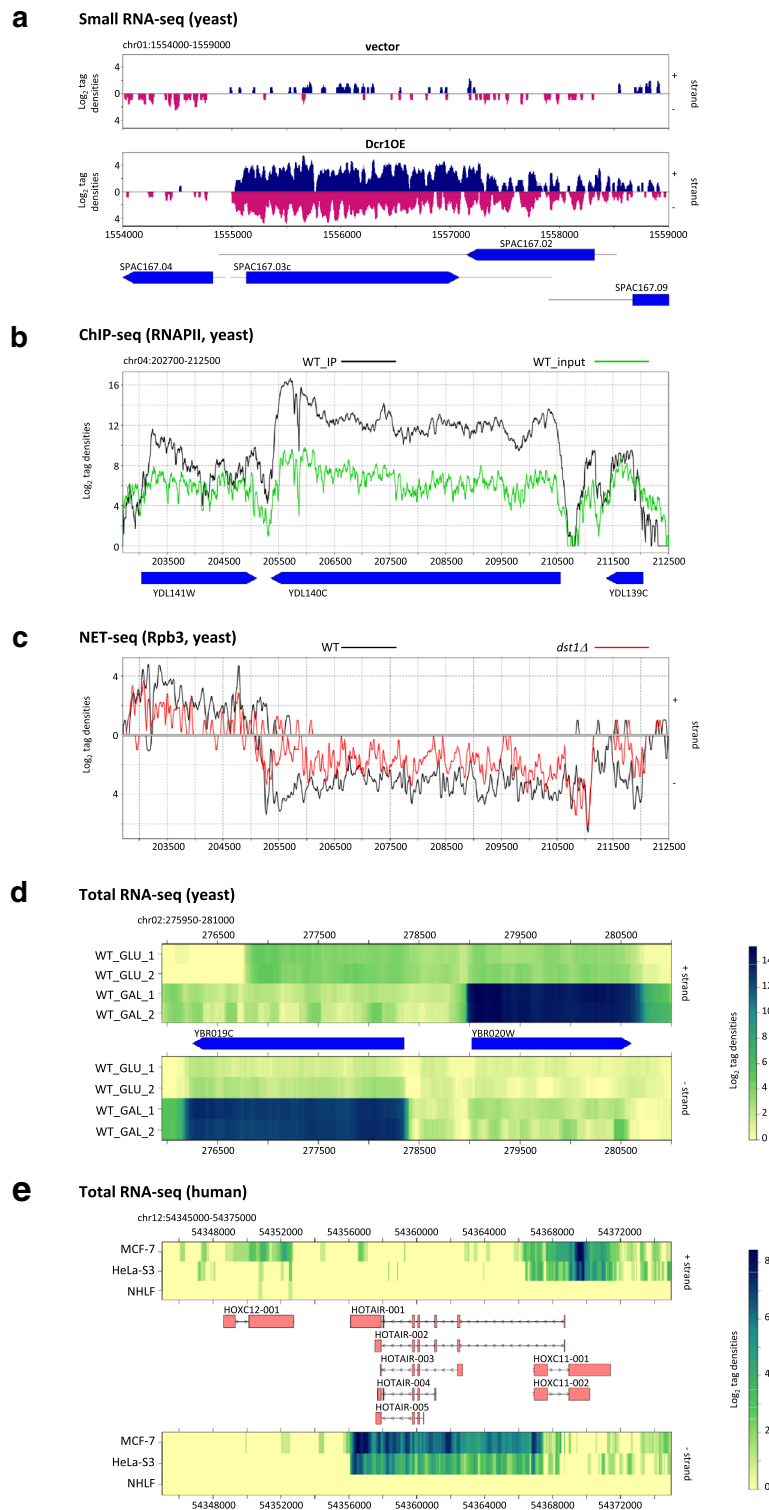 a Small RNA-seq (yeast)
chr01:1554000-1559000
vector
4
0
4
Log2 tag densities
+
-
strand
Dcr1OE
4
2
0
2
4
Log2 tag densities
+
-
strand
1554000 1555000 1556000 1557000 1558000 1559000
SPAC167.02
SPAC167.04 SPAC167.03c
SPAC167.09
b ChIP-seq (RNAPII, yeast)
chr04:202700-212500 WT_IP WT_input
16
12
8
4
0
Log2 tag densities
203500 204500 205500 206500 207500 208500 209500 210500 211500 212500
YDL141W YDL140C YDL139C
c NET-seq (Rpb3, yeast)
WT dst1Δ
4
0
4
Log2 tag densities
+
-
strand
203500 204500 205500 206500 207500 208500 209500 210500 211500 212500
d Total RNA-seq (yeast)
chr02:275950-281000
276500 277500 278500 279500 280500
WT_GLU_1
WT_GLU_2
WT_GAL_1
WT_GAL_2
+ strand
YBR019C YBR020W
WT_GLU_1
WT_GLU_2
WT_GAL_1
WT_GAL_2
- strand
276500 277500 278500 279500 280500
14
12
10
8
6
4
2
0
Log2 tag densities
e Total RNA-seq (human)
chr12:54345000-54375000
54348000 54352000 54356000 54360000 54364000 54368000 54372000
MCF-7
HeLa-S3
NHLF
+ strand
HOXC12-001 HOTAIR-001
HOTAIR-002
HOTAIR-003 HOXC11-001
HOTAIR-004 HOXC11-002
HOTAIR-005
MCF-7
HeLa-S3
NHLF
- strand
54348000 54352000 54356000 54360000 54364000 54368000 54372000
8
6
4
2
0
Log2 tag densities